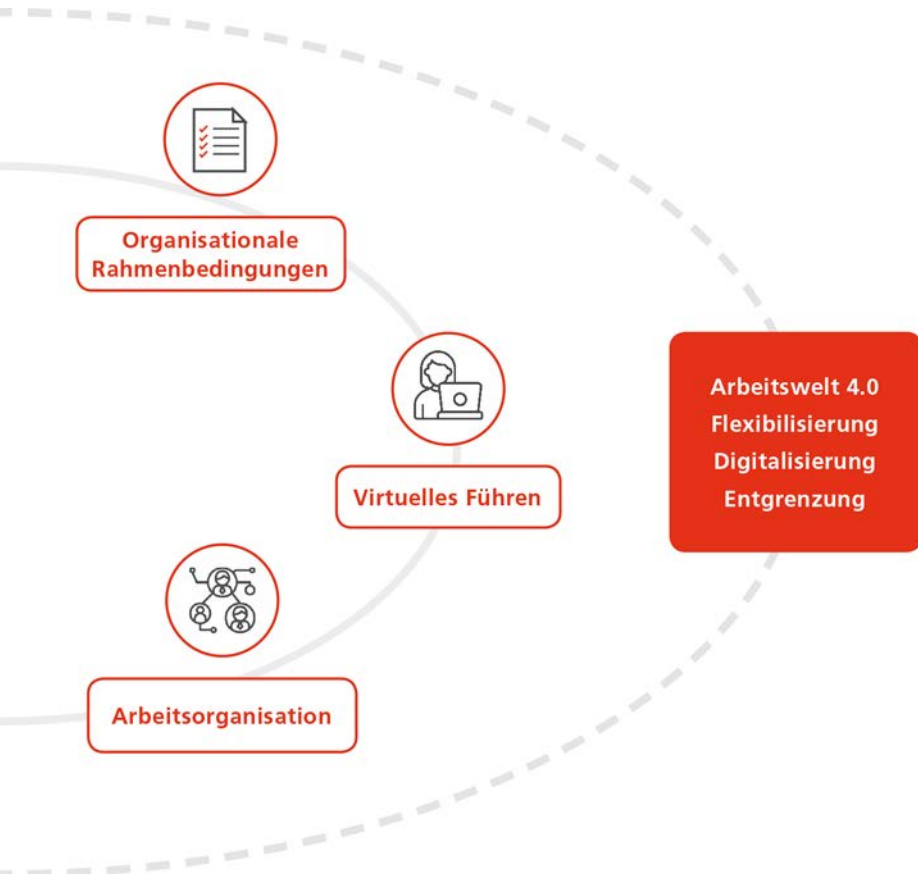 Organisationale
Rahmenbedingungen
Virtuelles Führen
Arbeitswelt 4.0
Flexibilisierung
Digitalisierung
Entgrenzung
Arbeitsorganisation